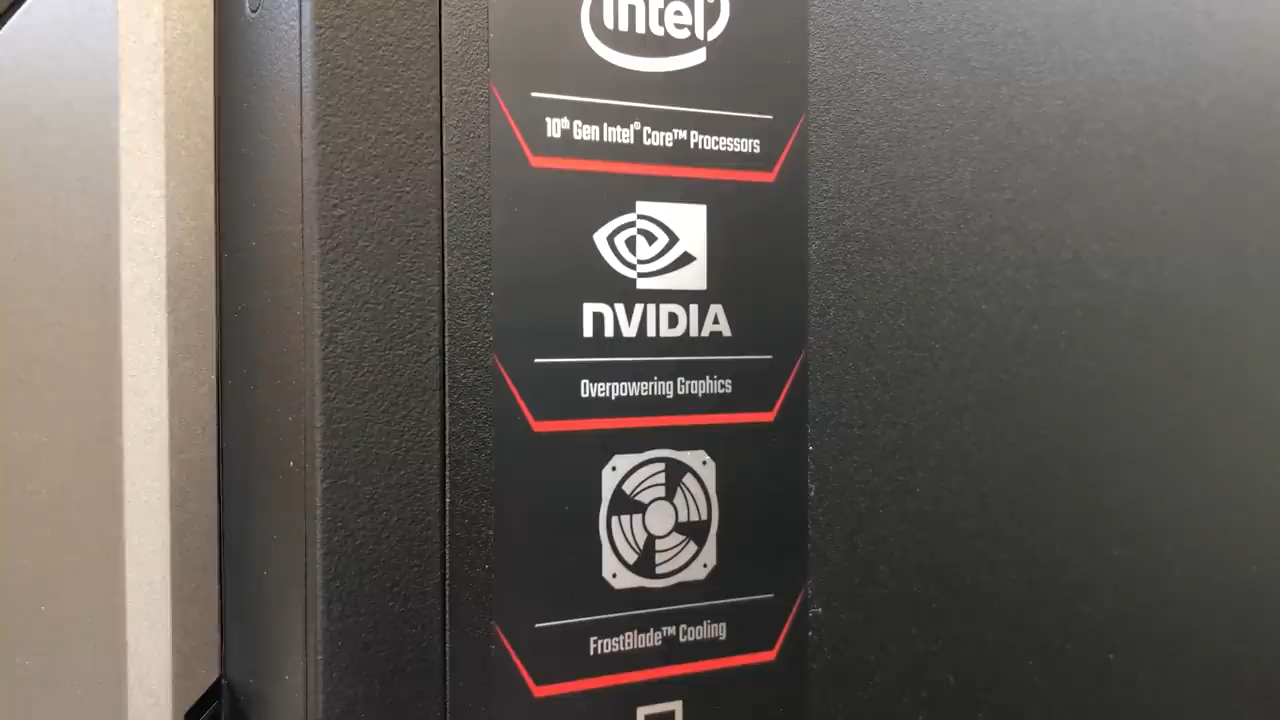 intel
10th Gen Intel® Core™ Processors
NVIDIA
Overpowering Graphics
FrostBlade™ Cooling